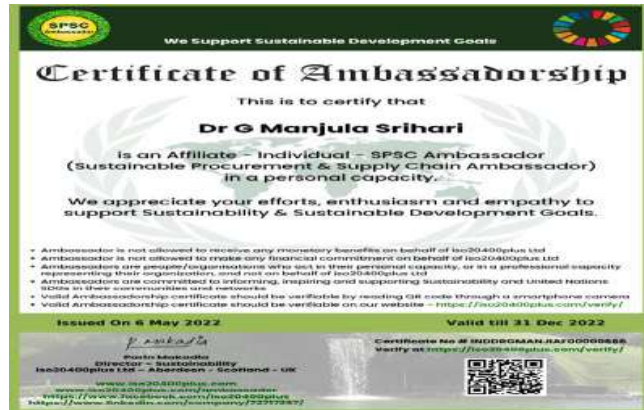 SPSC
Ambassador
We Support Sustainable Development Goals
Certificate of Ambassadorship
This is to certify that
Dr G Manjula Srihari
is an Affiliate - Individual - SPSC Ambassador
(Sustainable Procurement & Supply Chain Ambassador)
in a personal capacity.
We appreciate your efforts, enthusiasm and empathy to
support Sustainability & Sustainable Development Goals.
• Ambassador is not allowed to receive any monetary benefits on behalf of iso20400plus Ltd
• Ambassador is not allowed to make any financial commitment on behalf of iso20400plus Ltd
• Ambassadors are people/organisations who act in their personal capacity, or in a professional capacity
representing their organization, and not on behalf of iso20400plus Ltd
• Ambassadors are committed to informing, inspiring and supporting Sustainability and United Nations
SDGs in their communities and networks
• Valid Ambassadorship certificate should be verifiable by reading QR code through a smartphone camera
• Valid Ambassadorship certificate should be verifiable on our website - https://iso20400plus.com/verify/
Issued On 6 May 2022
Valid till 31 Dec 2022
Director - Sustainability
iso20400plus Ltd - Aberdeen - Scotland - UK
www.iso20400plus.com
www.iso20400plus.com/ambassador
Certificate No #
Verify at https://iso20400plus.com/verify/